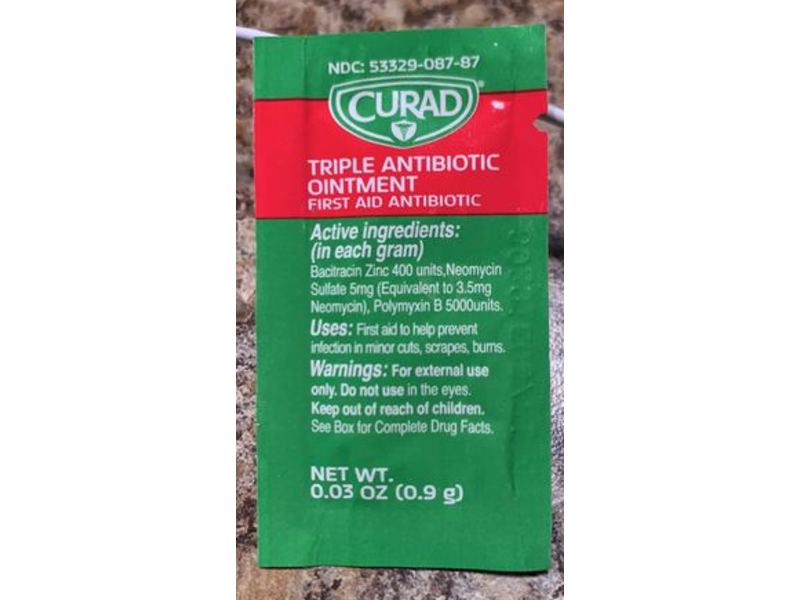 NDC: 53329-087-87
CURAD®
TRIPLE ANTIBIOTIC
OINTMENT
FIRST AID ANTIBIOTIC
Active ingredients:
(in each gram)
Bacitracin Zinc 400 units,Neomycin
Sulfate 5mg (Equivalent to 3.5mg
Neomycin), Polymyxin B 5000units.
Uses: First aid to help prevent
infection in minor cuts, scrapes, burns.
Warnings: For external use
only. Do not use in the eyes.
Keep out of reach of children.
See Box for Complete Drug Facts.
NET WT.
0.03 OZ (0.9 g)